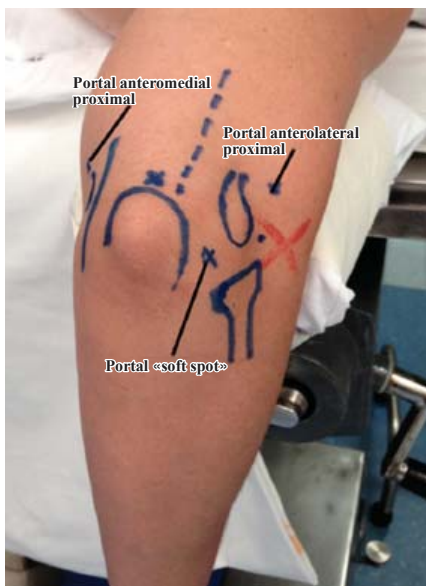 Portal anteromedial
proximal
Portal anterolateral
proximal
Portal «soft spot»